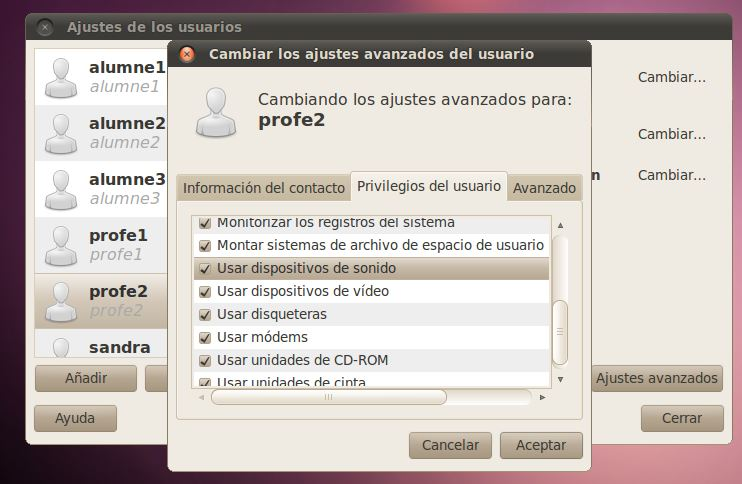 Ajustes de los usuarios
Cambiar los ajustes avanzados del usuario
alumne1
alumne1
alumne2
alumne2
alumne3
alumne3
profe1
profe1
profe2
profe2
sandra
Cambiando los ajustes avanzados para:
profe2
Cambiar...
Cambiar...
n Cambiar...
Información del contacto
Privilegios del usuario
Avanzado
Monitorizar los registros del sistema
Montar sistemas de archivo de espacio de usuario
Usar dispositivos de sonido
Usar dispositivos de vídeo
Usar disqueteras
Usar módems
Usar unidades de CD-ROM
Usar unidades de cinta
Añadir
Ajustes avanzados
Ayuda
Cerrar
Cancelar
Aceptar